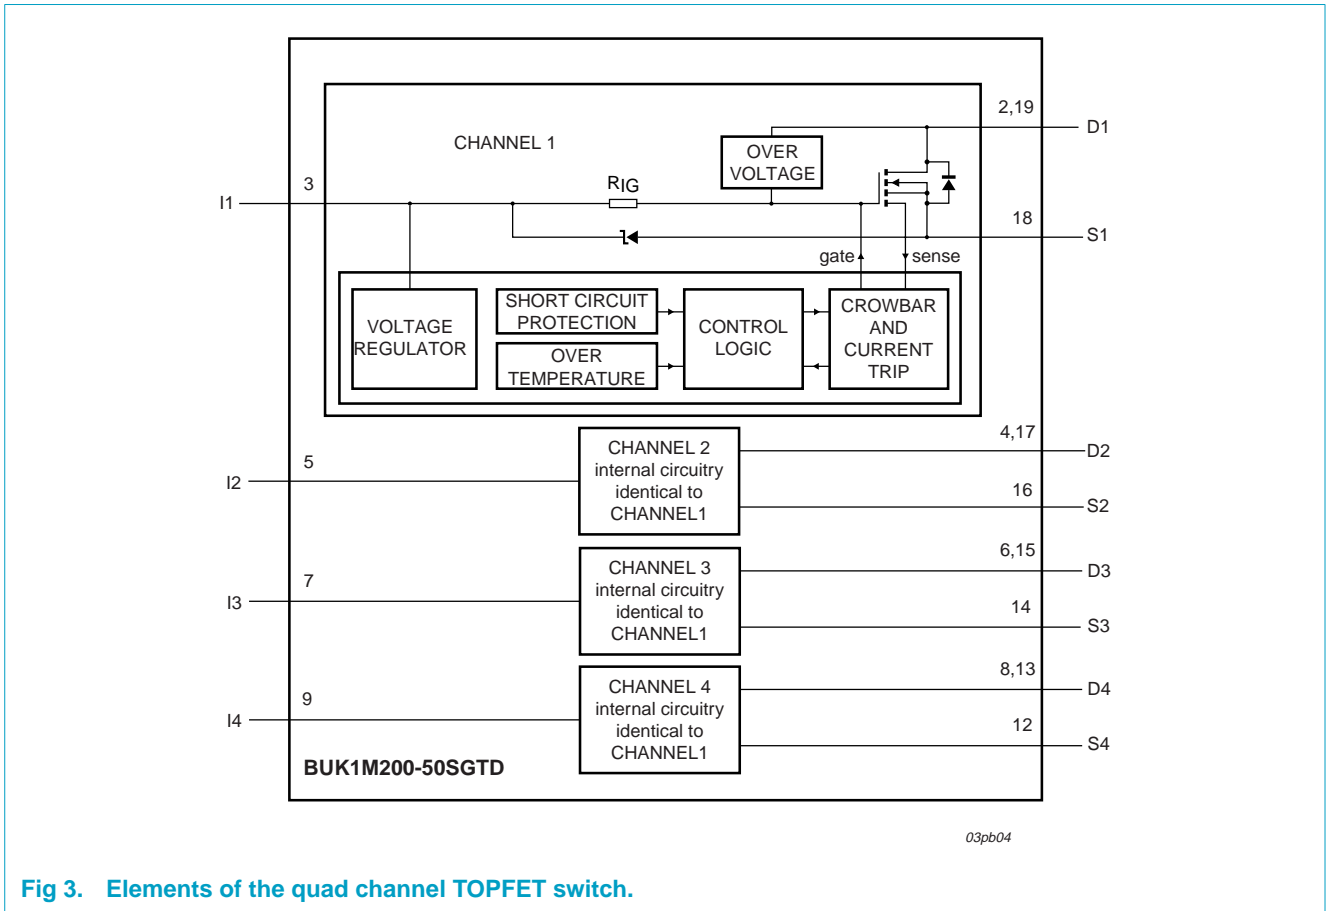 2,19
D1
CHANNEL 1
OVER
VOLTAGE
3
RIG
I1
18
S1
gate
sense
VOLTAGE
REGULATOR
SHORT CIRCUIT
PROTECTION
OVER
TEMPERATURE
CONTROL
LOGIC
CROWBAR
AND
CURRENT
TRIP
4,17
D2
5
I2
CHANNEL 2
internal circuitry
identical to
CHANNEL1
16
S2
6,15
D3
7
I3
CHANNEL 3
internal circuitry
identical to
CHANNEL1
14
S3
8,13
D4
9
I4
CHANNEL 4
internal circuitry
identical to
CHANNEL1
12
S4
BUK1M200-50SGTD
03pb04
Fig 3. Elements of the quad channel TOPFET switch.